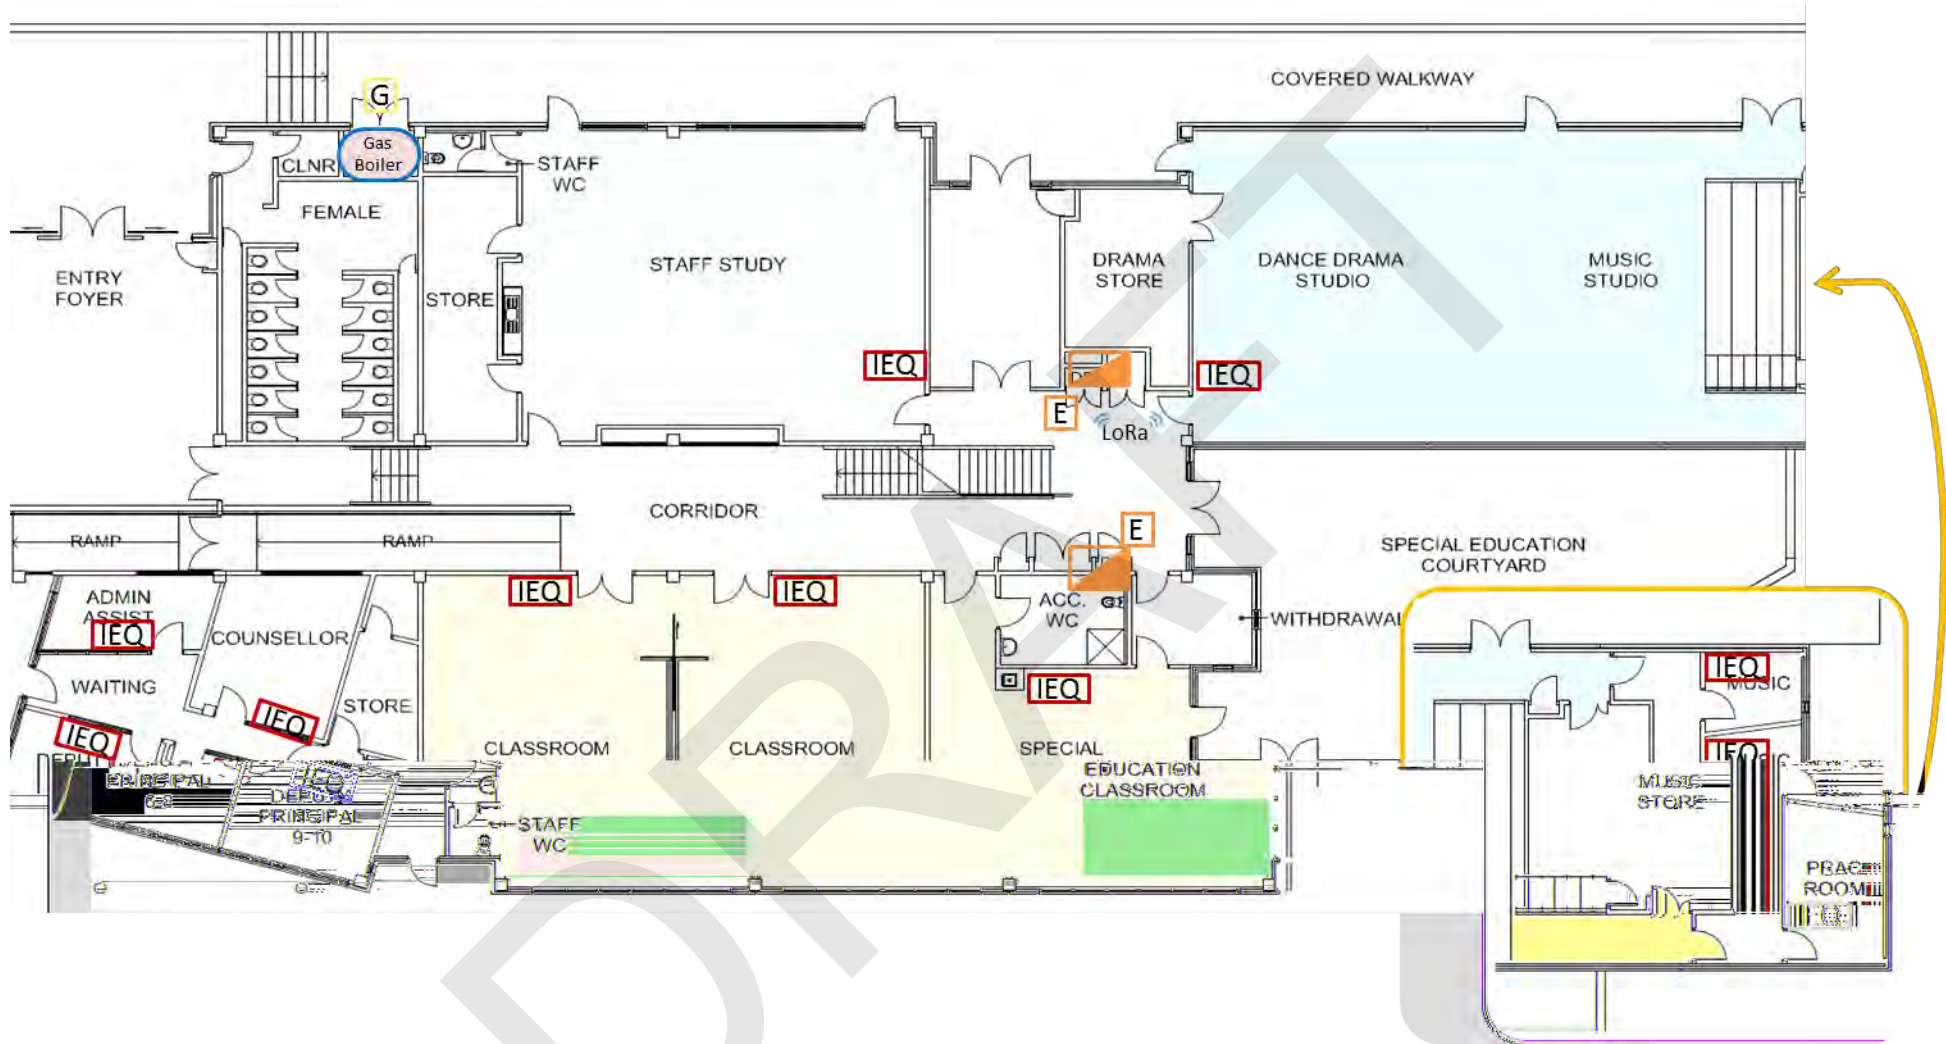 COVERED WALKWAY
G
Gas
Boiler
CLNR
STAFF
WC
FEMALE
ENTRY
FOYER
STORE
STAFF STUDY
DRAMA
STORE
DANCE DRAMA
STUDIO
MUSIC
STUDIO
IEQ
IEQ
E
LoRa
CORRIDOR
E
RAMP
RAMP
SPECIAL EDUCATION
COURTYARD
IEQ
IEQ
ADMIN
ASSIST
IEQ
COUNSELLOR
ACC.
WC
WITHDRAWAL
WAITING
STORE
IEQ
IEQ
IEQ
IEQ
MUSIC
CLASSROOM
CLASSROOM
SPECIAL
EDUCATION
CLASSROOM
IEQ
MUSIC
STORE
PRINCIPAL
PRINCIPAL
9-10
STAFF
WC
PRAC
ROOM
DRAFT